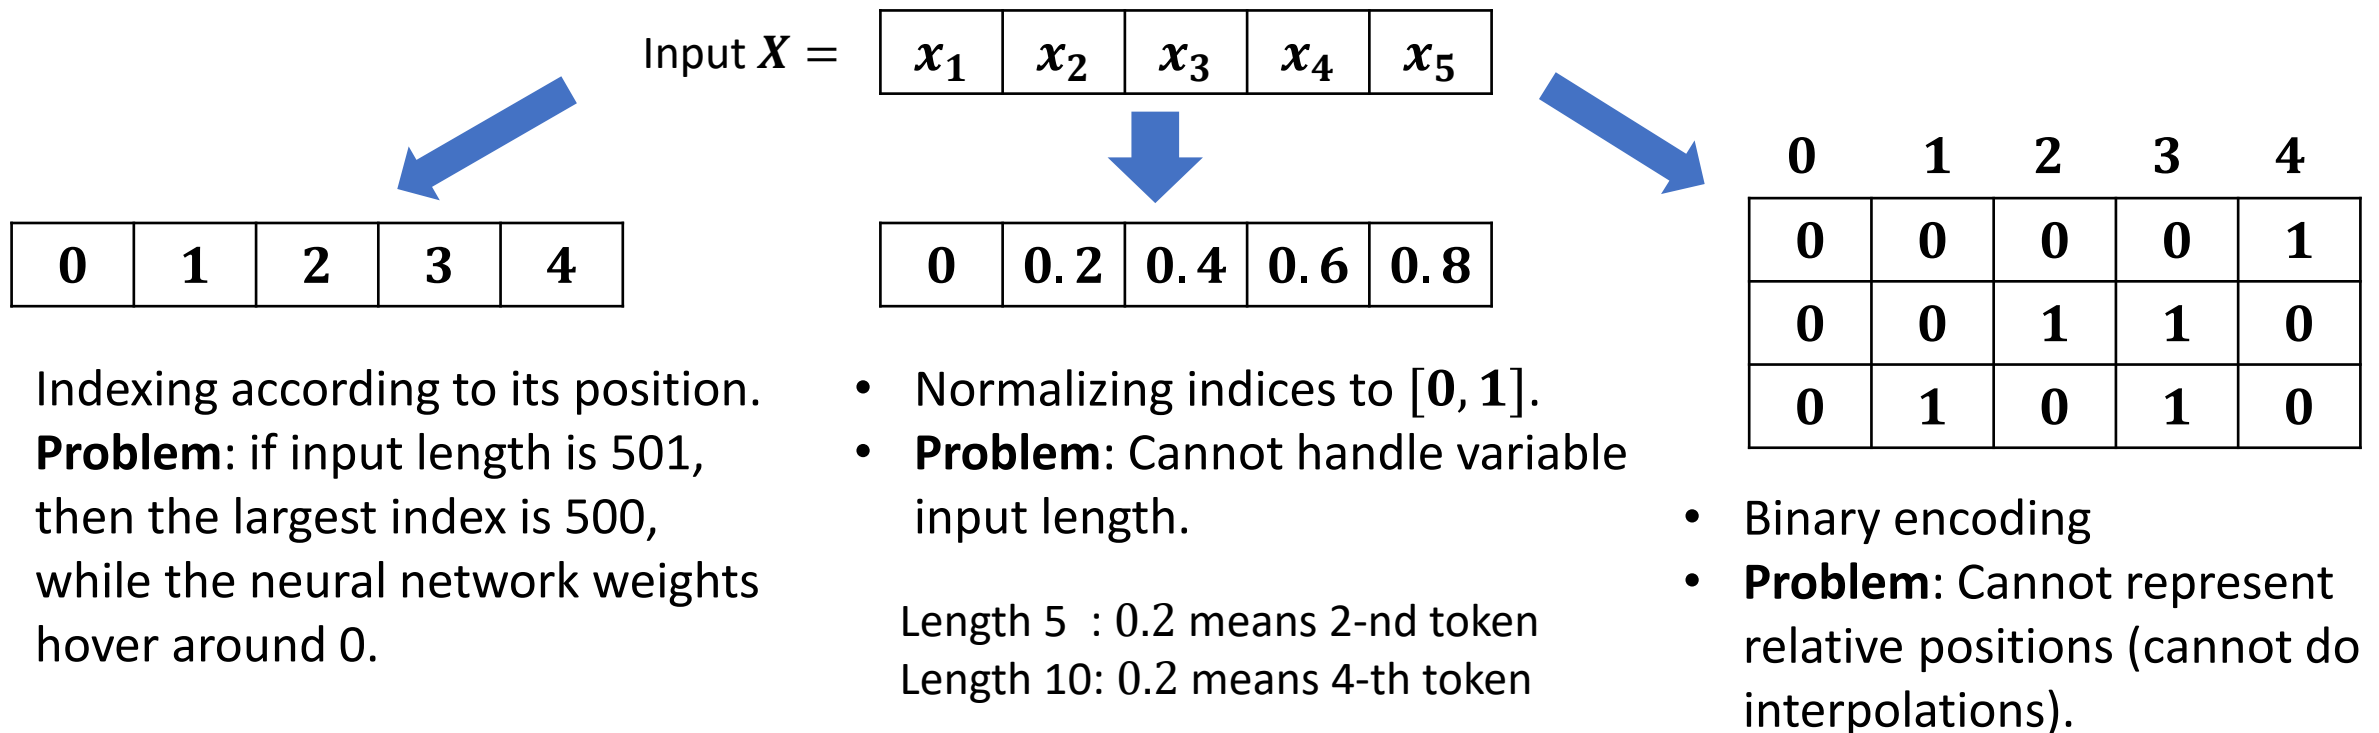 Input X = x₁ x₂ x₃ x₄ x₅
0 1 2 3 4
Indexing according to its position.
Problem: if input length is 501,
then the largest index is 500,
while the neural network weights
hover around 0.
0 0.2 0.4 0.6 0.8
• Normalizing indices to [0, 1].
• Problem: Cannot handle variable
input length.
Length 5 : 0.2 means 2-nd token
Length 10: 0.2 means 4-th token
0 1 2 3 4
0 0 0 0 1
0 0 1 1 0
0 1 0 1 0
• Binary encoding
• Problem: Cannot represent
relative positions (cannot do
interpolations).